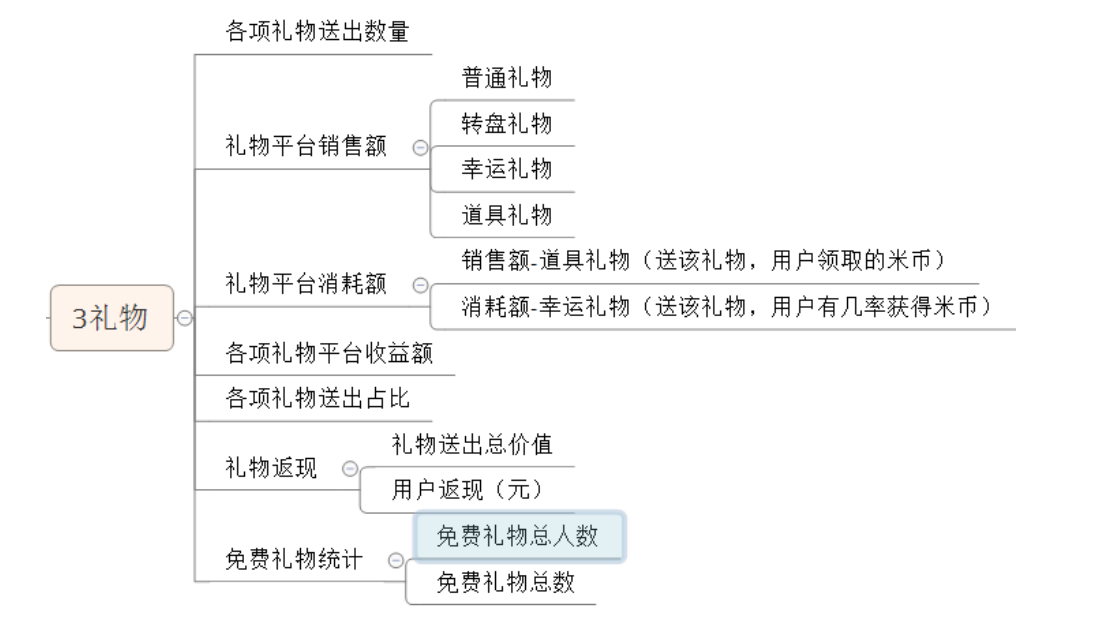 各项礼物送出数量
普通礼物
转盘礼物
礼物平台销售额
幸运礼物
道具礼物
销售额-道具礼物（送该礼物，用户领取的米币）
礼物平台消耗额
消耗额-幸运礼物（送该礼物，用户有几率获得米币）
3礼物
各项礼物平台收益额
各项礼物送出占比
礼物送出总价值
礼物返现
用户返现（元）
免费礼物总人数
免费礼物统计
免费礼物总数